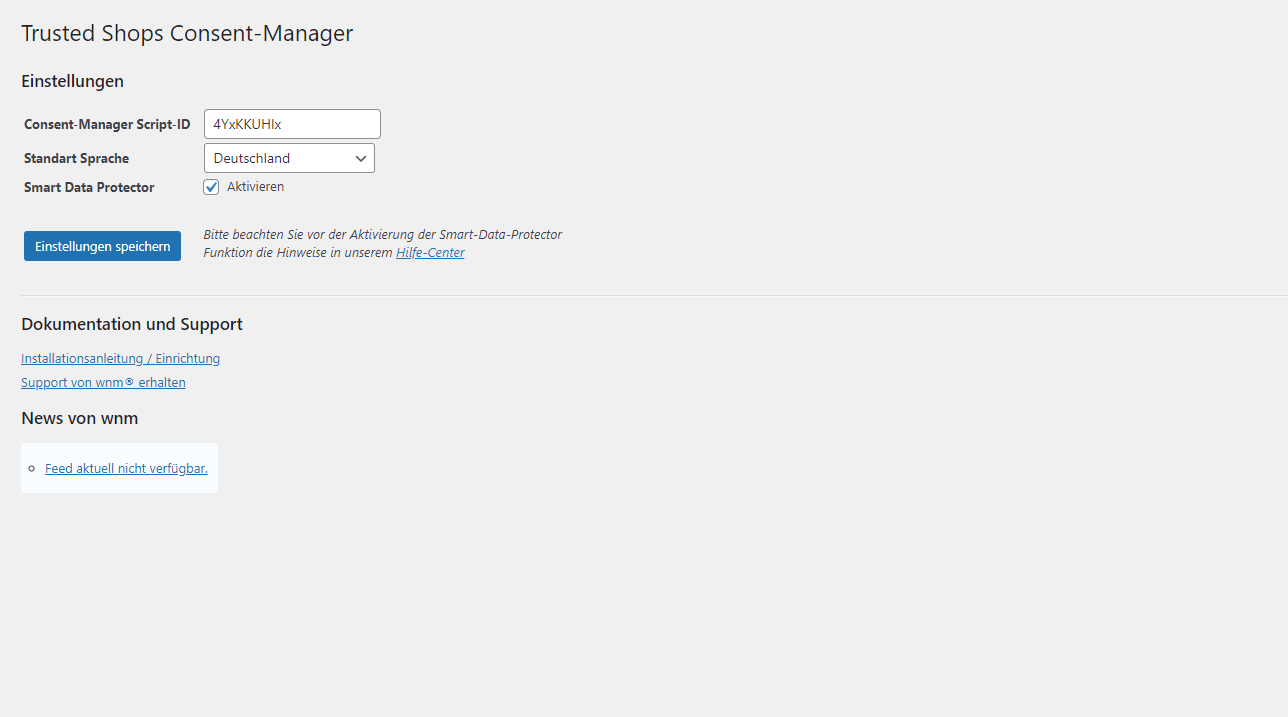 Trusted Shops Consent-Manager
Einstellungen
Consent-Manager Script-ID 4YxKKUHIx
Standart Sprache Deutschland
Smart Data Protector Aktivieren
Einstellungen speichern
Bitte beachten Sie vor der Aktivierung der Smart-Data-Protector
Funktion die Hinweise in unserem Hilfe-Center
Dokumentation und Support
Installationsanleitung / Einrichtung
Support von wnm® erhalten
News von wnm
Feed aktuell nicht verfügbar.